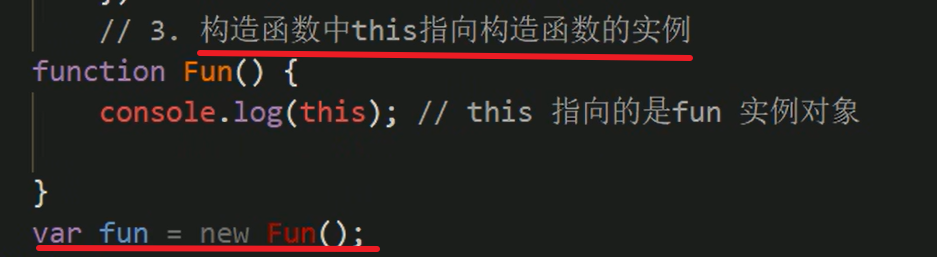 // 3. 构造函数中this指向构造函数的实例
function Fun() {
console.log(this); // this 指向的是fun 实例对象
}
var fun = new Fun();